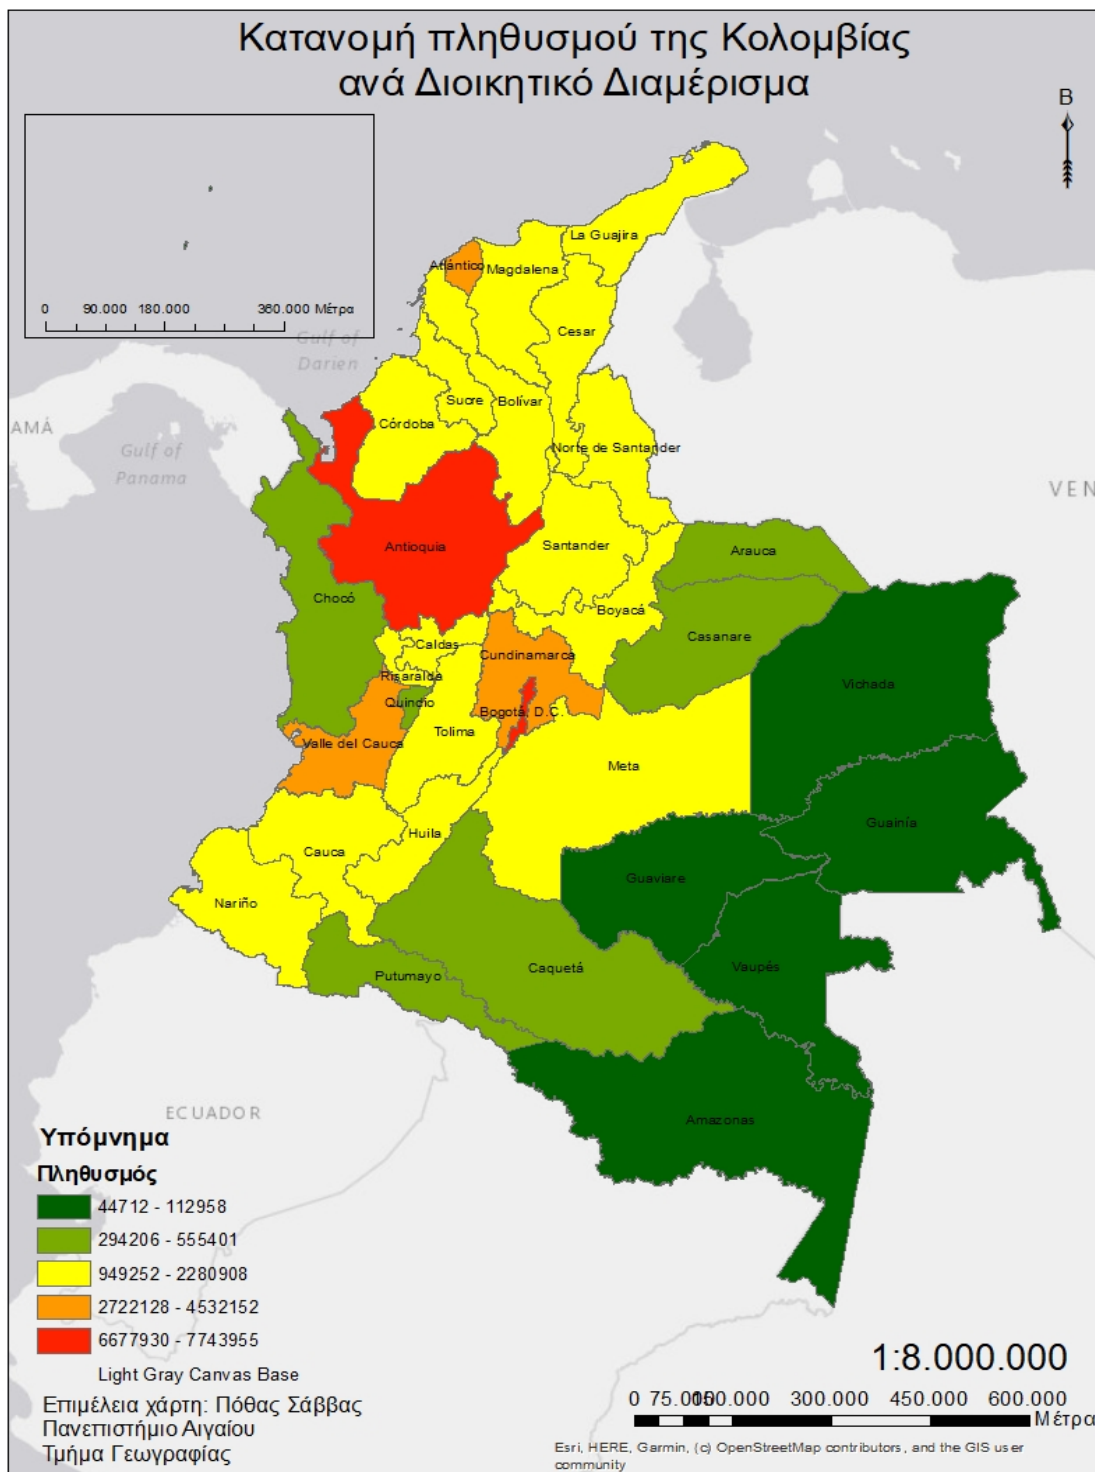 Κατανομή πληθυσμού της Κολομβίας
ανά Διοικητικό Διαμέρισμα
Β
0 90.000 180.000 360.000 Μέτρα
Gulf of
Darien
La Guajira
Atlántico
Magdalena
Cesar
Sucre
Bolívar
Córdoba
Norte de Santander
AMÁ
Gulf of
Panama
VEN
Antioquia
Santander
Arauca
Chocó
Boyacá
Casanare
Caldas
Cundinamarca
Risaralda
Vichada
Quindío
Bogotá, D.C.
Valle del Cauca
Tolima
Meta
Guainía
Huila
Cauca
Guaviare
Nariño
Vaupés
Caquetá
Putumayo
ECUADOR
Amazonas
Υπόμνημα
Πληθυσμός
44712 - 112958
294206 - 555401
949252 - 2280908
2722128 - 4532152
6677930 - 7743955
Light Gray Canvas Base
Επιμέλεια χάρτη: Πόθας Σάββας
Πανεπιστήμιο Αιγαίου
Τμήμα Γεωγραφίας
1:8.000.000
0 75.000 150.000 300.000 450.000 600.000
Μέτρα
Esri, HERE, Garmin, (c) OpenStreetMap contributors, and the GIS user
community